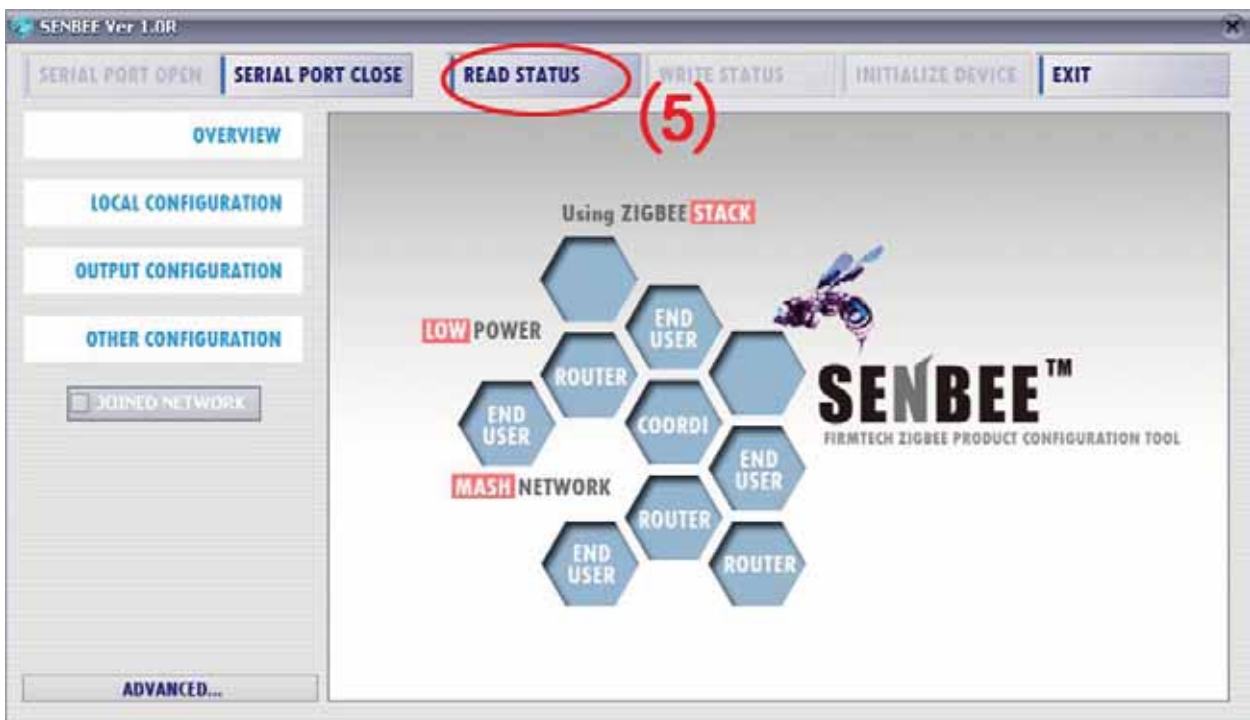 SENBEE Ver 1.0R
SERIAL PORT OPEN SERIAL PORT CLOSE READ STATUS WRITE STATUS INITIALIZE DEVICE EXIT
(5)
OVERVIEW
LOCAL CONFIGURATION
OUTPUT CONFIGURATION
OTHER CONFIGURATION
JOINED NETWORK
ADVANCED...
Using ZIGBEE STACK
LOW POWER
MASH NETWORK
END
USER
ROUTER
END
USER
COORDI
END
USER
ROUTER
END
USER
ROUTER
SENBEE™
FIRMTECH ZIGBEE PRODUCT CONFIGURATION TOOL